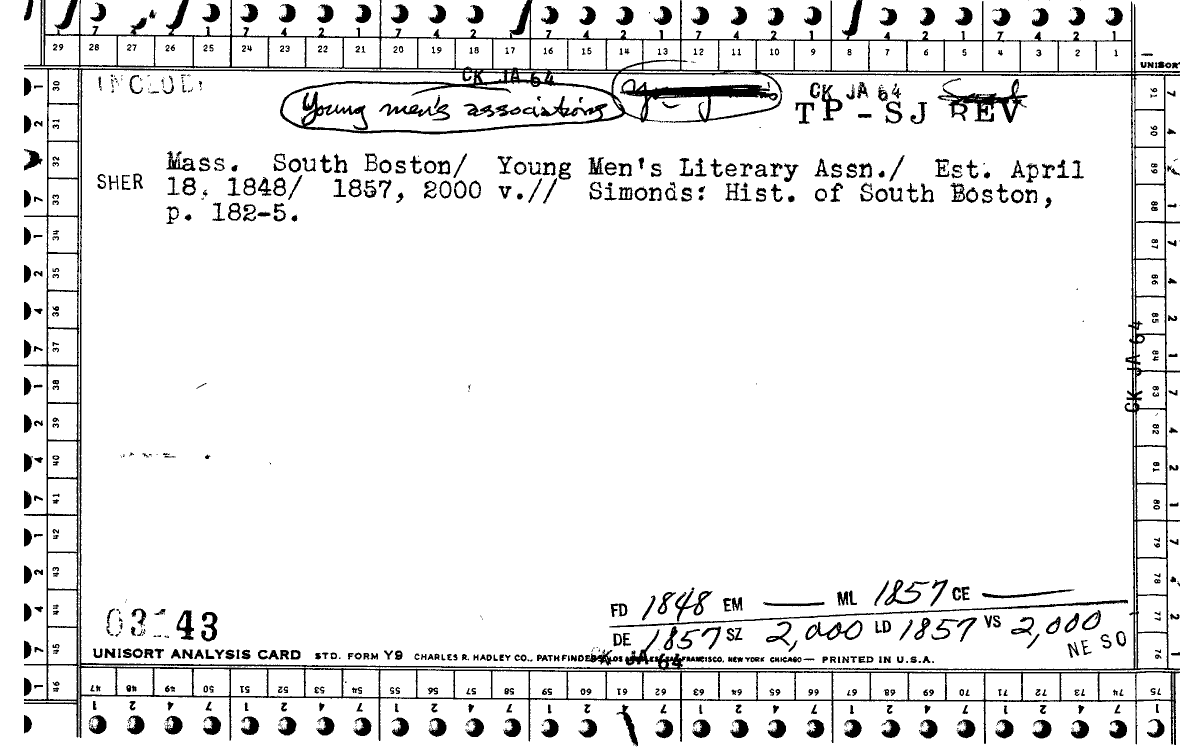 7 4 2 1 7 4 2 1 7 4 2 1 7 4 2 1 7 4 2 1 7 4 2 1 7 4 2 1
29 28 27 26 25 24 23 22 21 20 19 18 17 16 15 14 13 12 11 10 9 8 7 6 5 4 3 2 1
UNISORT
CK JA 64
CK JA 64
Young men's associations
TP-SJ REV
Mass. South Boston/ Young Men's Literary Assn./ Est. April
SHER 18, 1848/ 1857, 2000 v.// Simonds: Hist. of South Boston,
p. 182-5.
30 31 32 33 34 35 36 37 38 39 40 41 42 43 44 45 46
91 90 89 88 87 86 85 84 83 82 81 80 79 78 77 76
CK JA 64
FD 1848 EM — ML 1857 CE —
DE 1857 SZ 2,000 LD 1857 VS 2,000
NE SO
43
UNISORT ANALYSIS CARD STD. FORM Y9 CHARLES R. HADLEY CO., PATHFINDERS LOS FRANCISCO, NEW YORK CHICAGO — PRINTED IN U.S.A.
CK JA 64
47 48 49 50 51 52 53 54 55 56 57 58 59 60 61 62 63 64 65 66 67 68 69 70 71 72 73 74 75
1 2 4 7 1 2 4 7 1 2 4 7 1 2 4 7 1 2 4 7 1 2 4 7 1 2 4 7 1